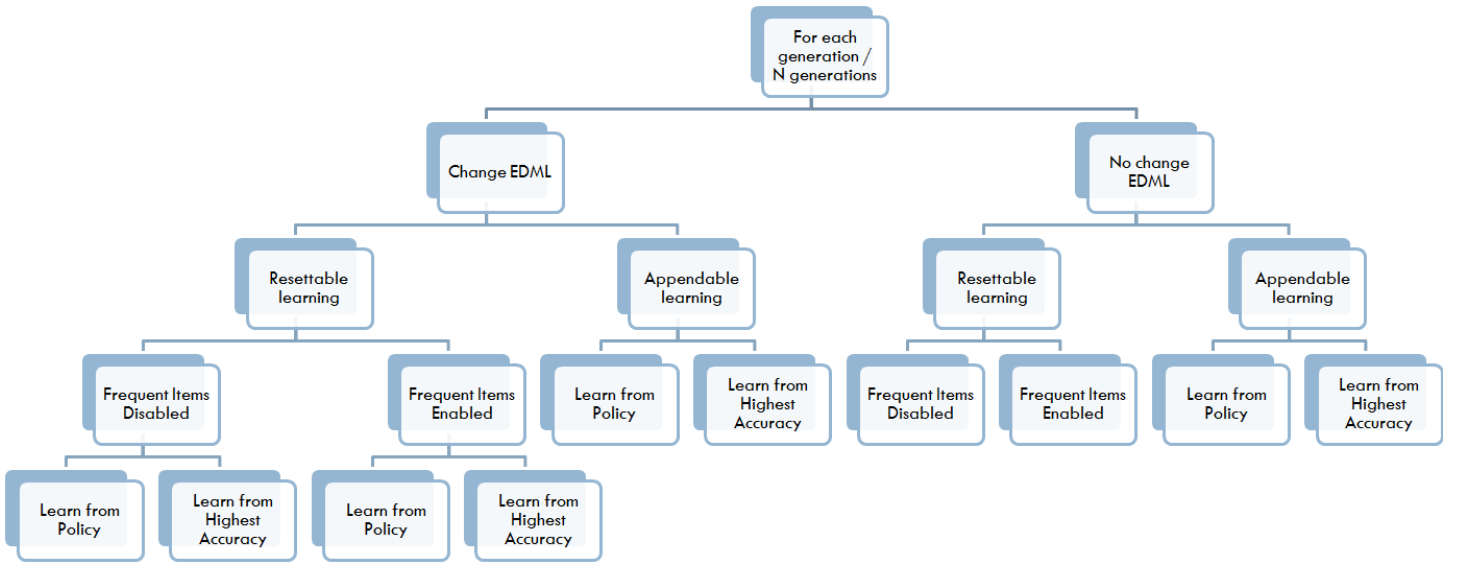 For each
generation /
N generations
Change EDML
No change
EDML
Resettable
learning
Appendable
learning
Resettable
learning
Appendable
learning
Frequent Items
Disabled
Frequent Items
Enabled
Learn from
Policy
Learn from
Highest
Accuracy
Frequent Items
Disabled
Frequent Items
Enabled
Learn from
Policy
Learn from
Highest
Accuracy
Learn from
Policy
Learn from
Highest
Accuracy
Learn from
Policy
Learn from
Highest
Accuracy